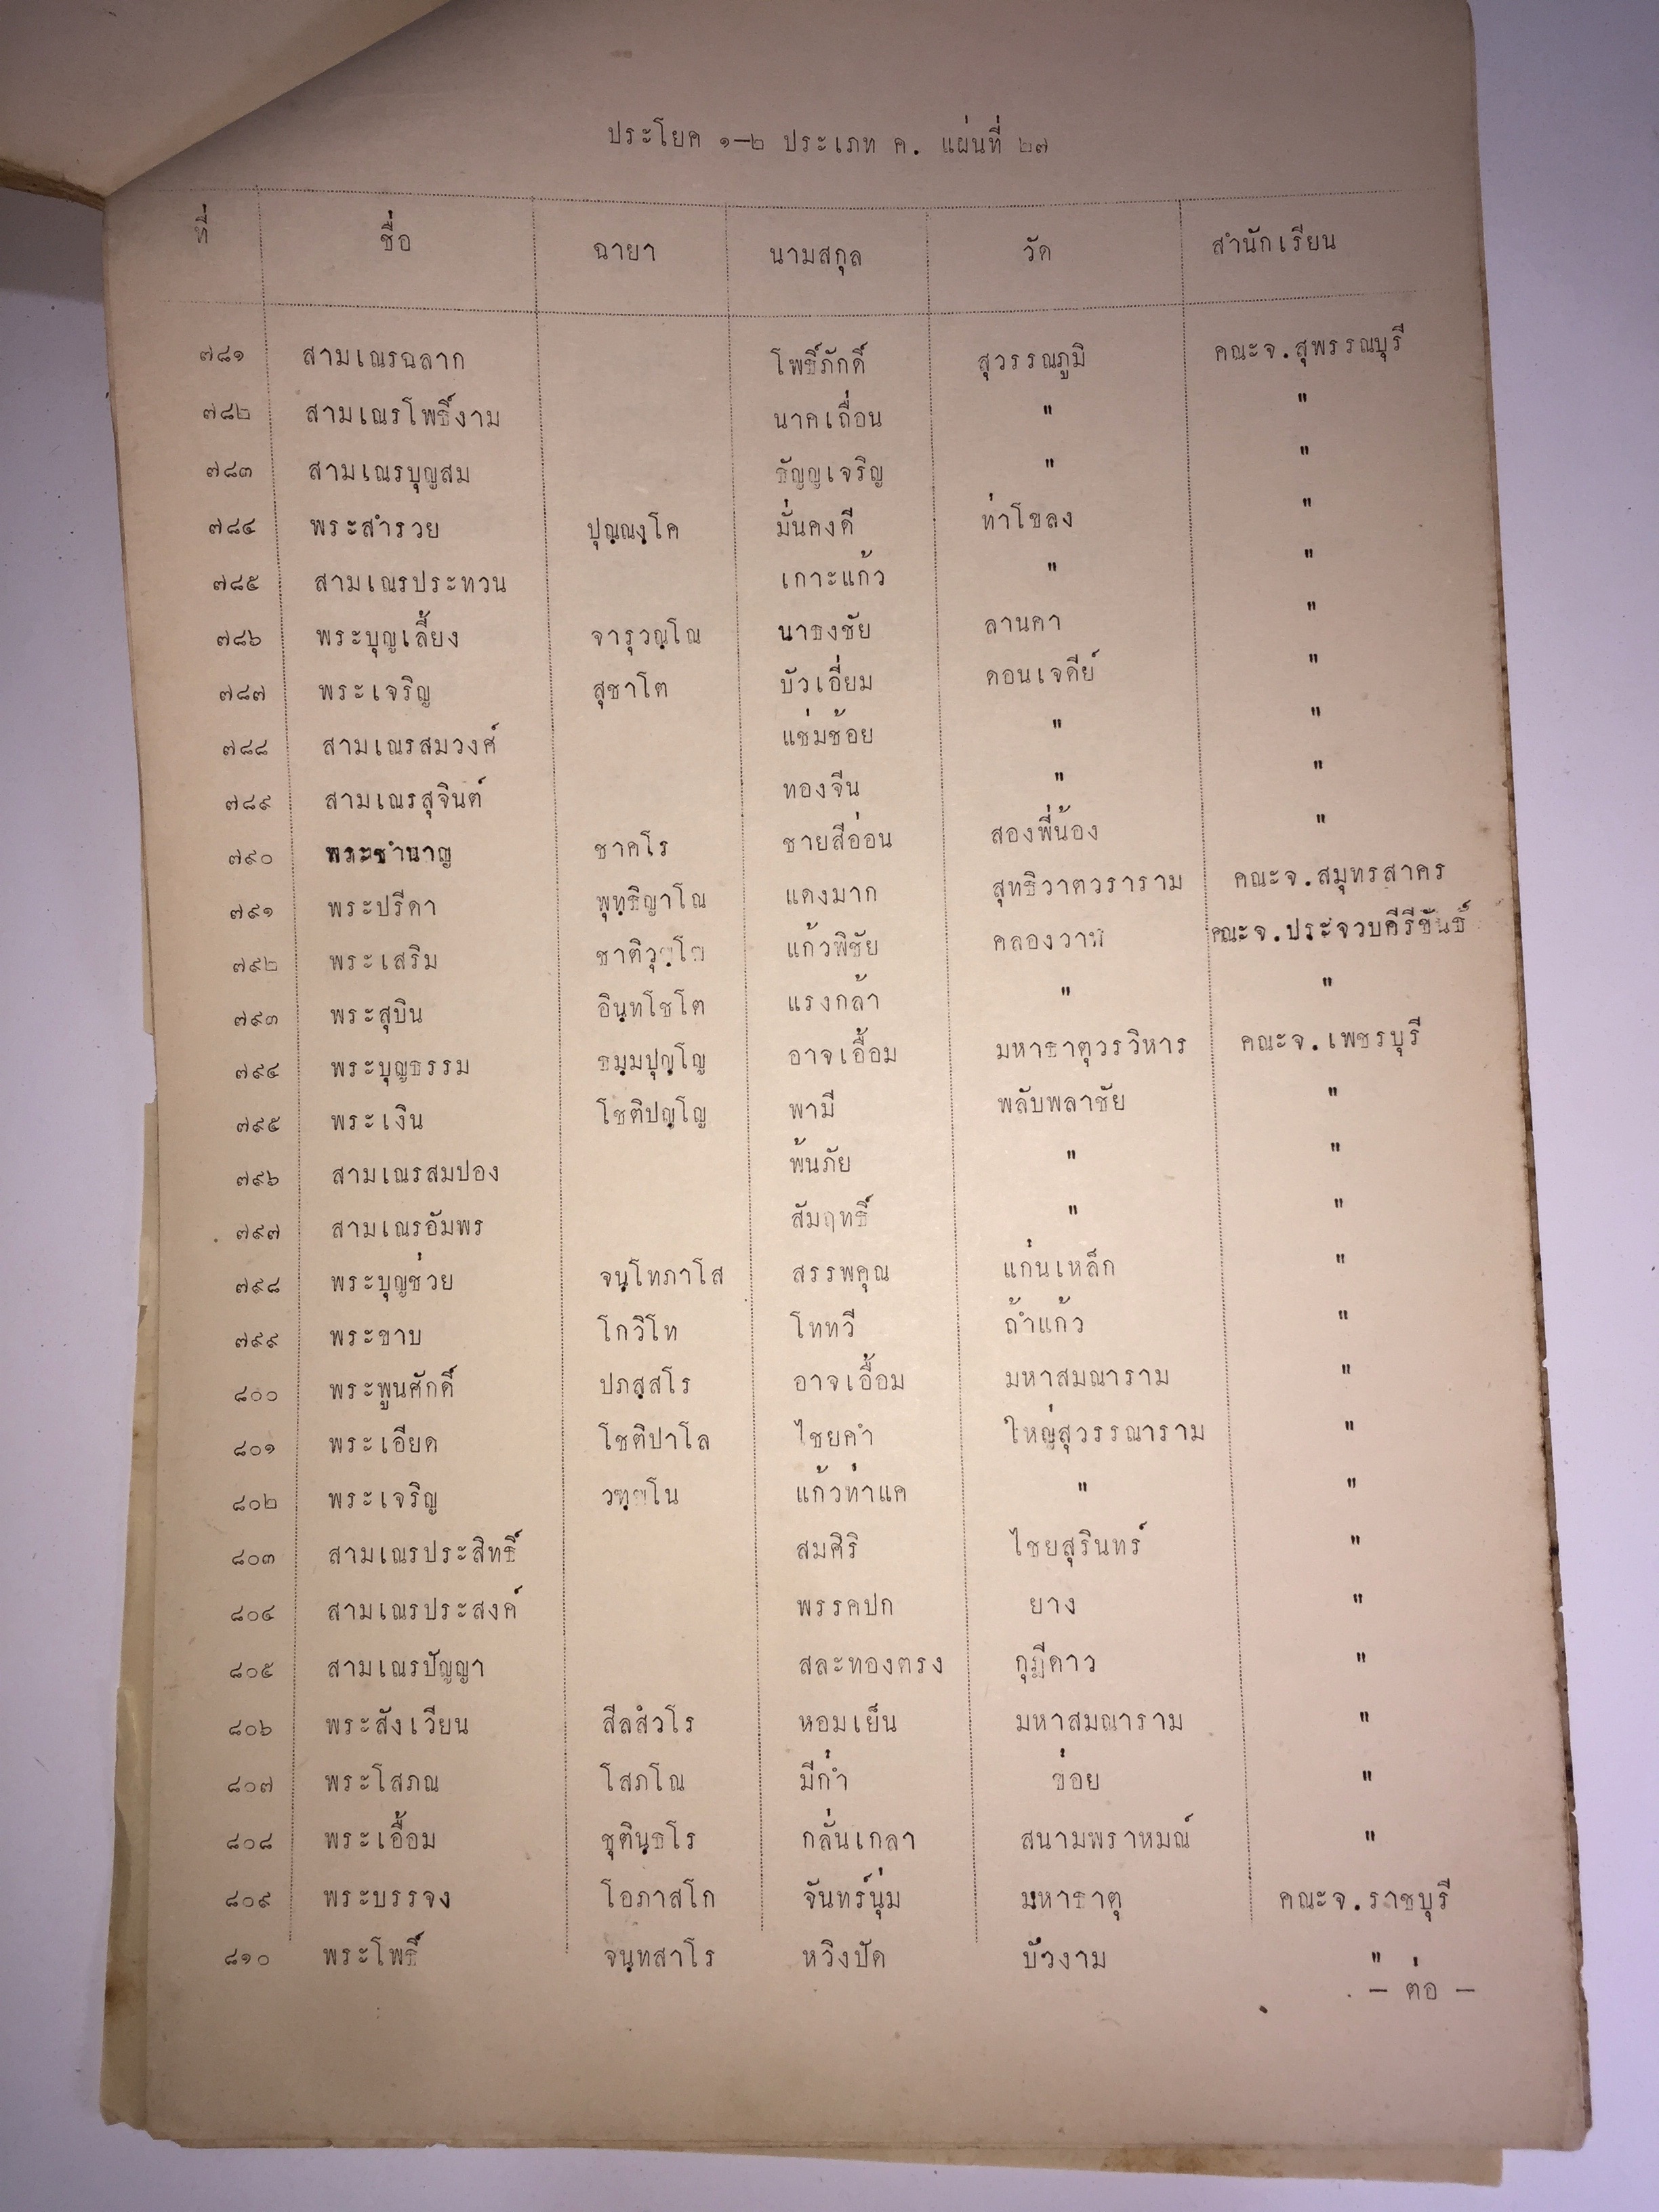 ประโยค ๑-๒ ประเภท ค. แผ่นที่ ๒๗
ที่ ชื่อ ฉายา นามสกุล วัด สำนักเรียน
๗๘๑ สามเณรฉลาก โพธิ์ภักดิ์ สุวรรณภูมิ คณะจ.สุพรรณบุรี
๗๘๒ สามเณรโพธิ์งาม นาคเถื่อน " "
๗๘๓ สามเณรบุญสม ธัญญเจริญ " "
๗๘๔ พระสำรวย ปุณฺณงฺโค มั่นคงดี ท่าโขลง "
๗๘๕ สามเณรประทวน เกาะแก้ว " "
๗๘๖ พระบุญเลี้ยง จารุวณฺโณ นาธงชัย ลานคา "
๗๘๗ พระเจริญ สุชาโต บัวเอี่ยม ดอนเจดีย์ "
๗๘๘ สามเณรสมวงศ์ แช่มช้อย " "
๗๘๙ สามเณรสุจินต์ ทองจีน " "
๗๙๐ พระชำนาญ ชาคโร ชายสีอ่อน สองพี่น้อง "
๗๙๑ พระปรีดา พุทฺธิญาโณ แดงมาก สุทธิวาตวราราม คณะจ.สมุทรสาคร
๗๙๒ พระเสริม แก้วพิชัย คลองวาฬ คณะจ.ประจวบคีรีขันธ์
๗๙๓ พระสุบิน อินฺทโชโต แรงกล้า " "
๗๙๔ พระบุญธรรม ธมฺมปุญฺโญ อาจเอื้อม มหาธาตุวรวิหาร คณะจ.เพชรบุรี
๗๙๕ พระเงิน โชติปญฺโญ พามี พลับพลาชัย "
๗๙๖ สามเณรสมปอง พ้นภัย " "
๗๙๗ สามเณรอัมพร สัมฤทธิ์ " "
๗๙๘ พระบุญช่วย จนฺโทภาโส สรรพคุณ แก่นเหล็ก "
๗๙๙ พระขาบ โกวิโท โททวี ถ้ำแก้ว "
๘๐๐ พระพูนศักดิ์ ปภสฺสโร อาจเอื้อม มหาสมณาราม "
๘๐๑ พระเอียด โชติปาโล ไชยคำ ใหญ่สุวรรณาราม "
๘๐๒ พระเจริญ แก้วท่าแค " "
๘๐๓ สามเณรประสิทธิ์ สมศิริ ไชยสุรินทร์ "
๘๐๔ สามเณรประสงค์ พรรคปก ยาง "
๘๐๕ สามเณรปัญญา สละทองตรง กุฎีดาว "
๘๐๖ พระสังเวียน สีลสํวโร หอมเย็น มหาสมณาราม "
๘๐๗ พระโสภณ โสภโณ มีก่ำ ข่อย "
๘๐๘ พระเอื้อม ชุตินฺธโร กลั่นเกลา สนามพราหมณ์ "
๘๐๙ พระบรรจง โอภาสโก จันทร์นุ่ม มหาธาตุ คณะจ.ราชบุรี
๘๑๐ พระโพธิ์ จนฺทสาโร หวิงปัด บัวงาม "
- ต่อ -